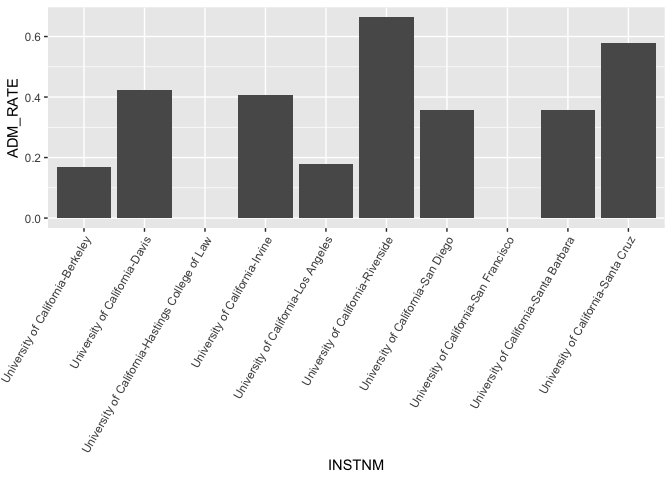 ADM_RATE
0.6
0.4
0.2
0.0
University of California-Berkeley
University of California-Davis
University of California-Hastings College of Law
University of California-Irvine
University of California-Los Angeles
University of California-Riverside
University of California-San Diego
University of California-San Francisco
University of California-Santa Barbara
University of California-Santa Cruz
INSTNM